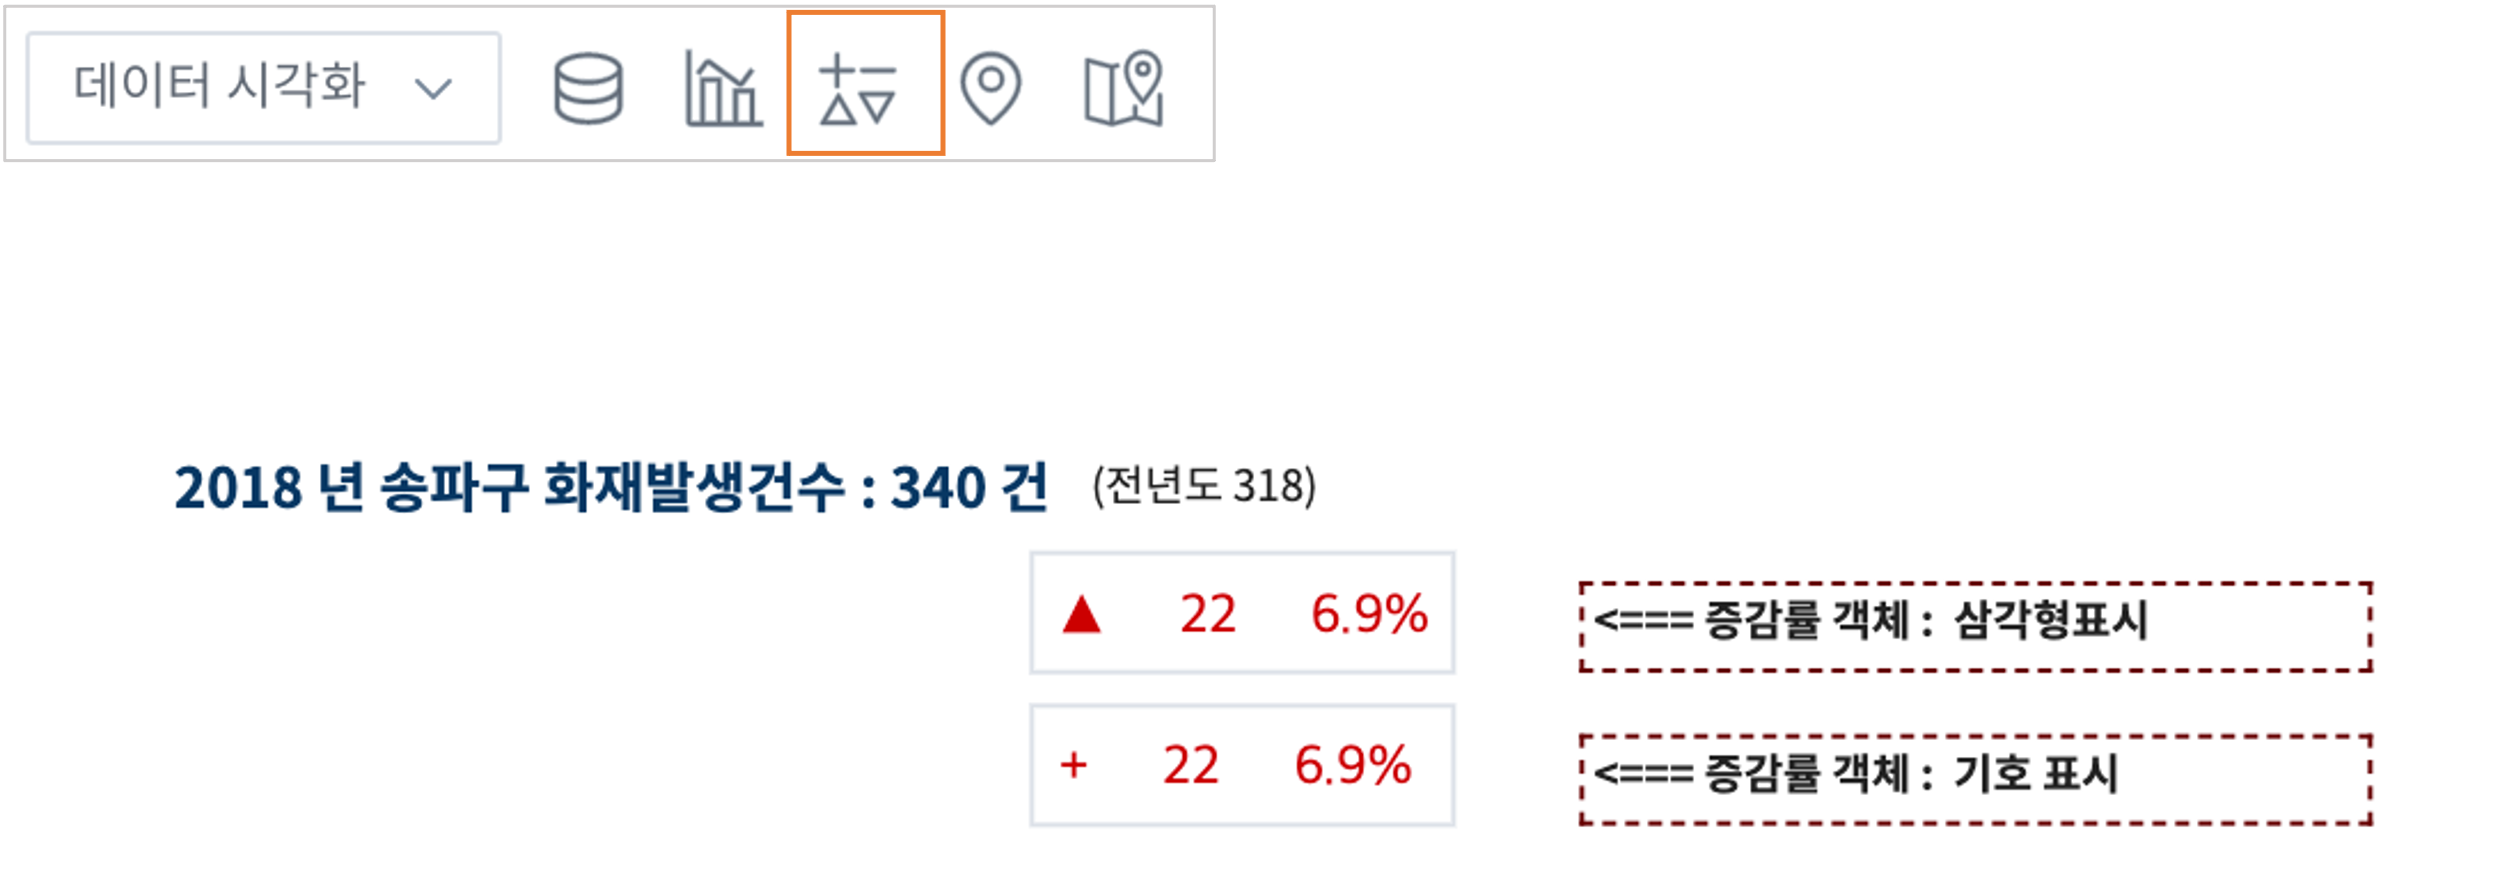 데이터 시각화
2018 년 송파구 화재발생건수 : 340 건 (전년도 318)
▲ 22 6.9%
<=== 증감률 객체 : 삼각형표시
+ 22 6.9%
<=== 증감률 객체 : 기호 표시